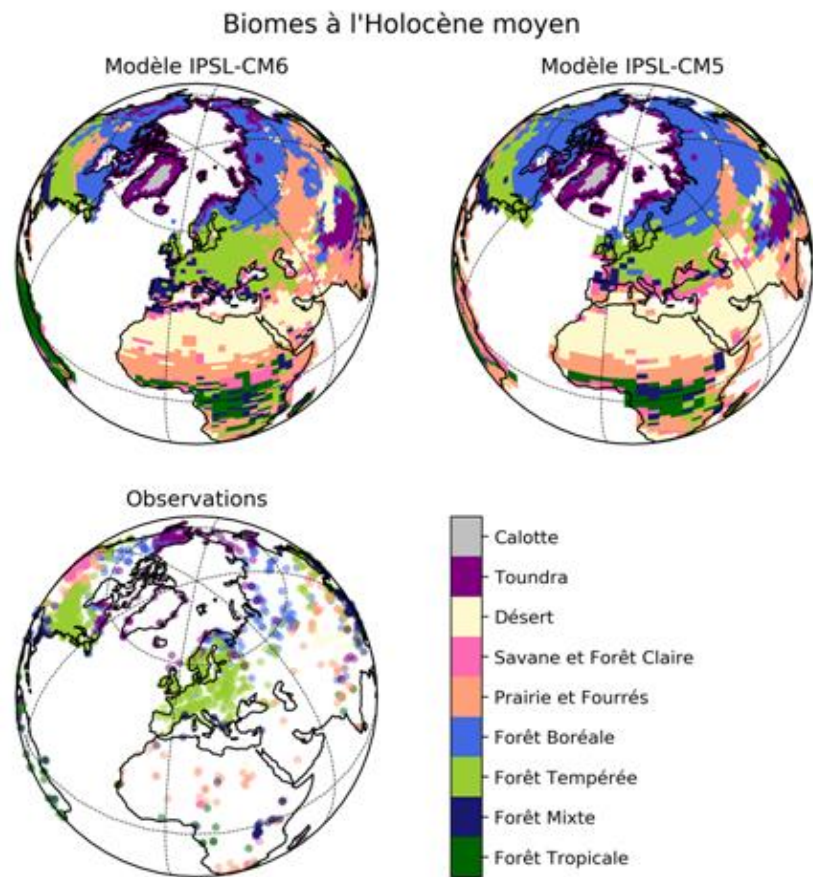 Biomes à l'Holocène moyen
Modèle IPSL-CM6
Modèle IPSL-CM5
Observations
Calotte
Toundra
Désert
Savane et Forêt Claire
Prairie et Fourrés
Forêt Boréale
Forêt Tempérée
Forêt Mixte
Forêt Tropicale